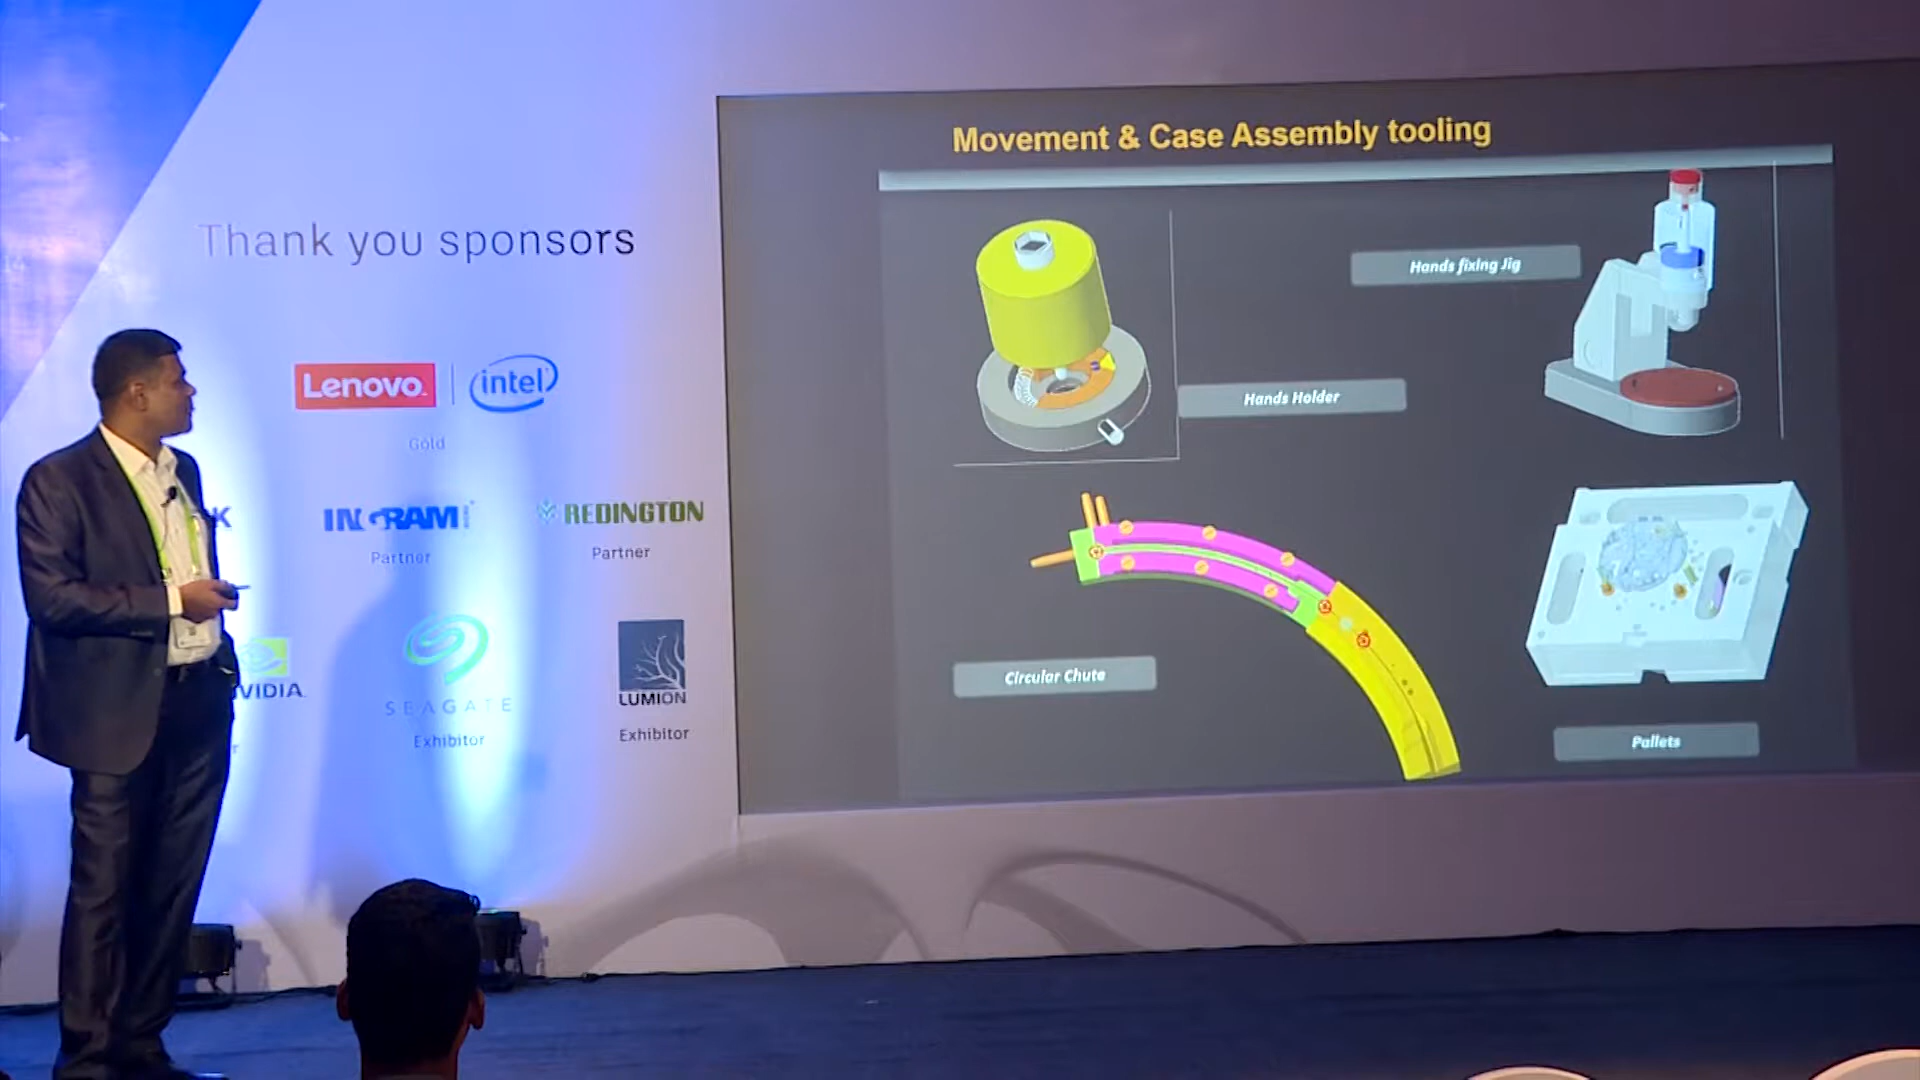 Thank you sponsors
Lenovo
intel
Gold
K
INGRAM
REDINGTON
Partner
Partner
VIDIA
SEAGATE
LUMION
Exhibitor
Exhibitor
Movement & Case Assembly tooling
Hands fixing Jig
Hands Holder
Circular Chute
Pallets